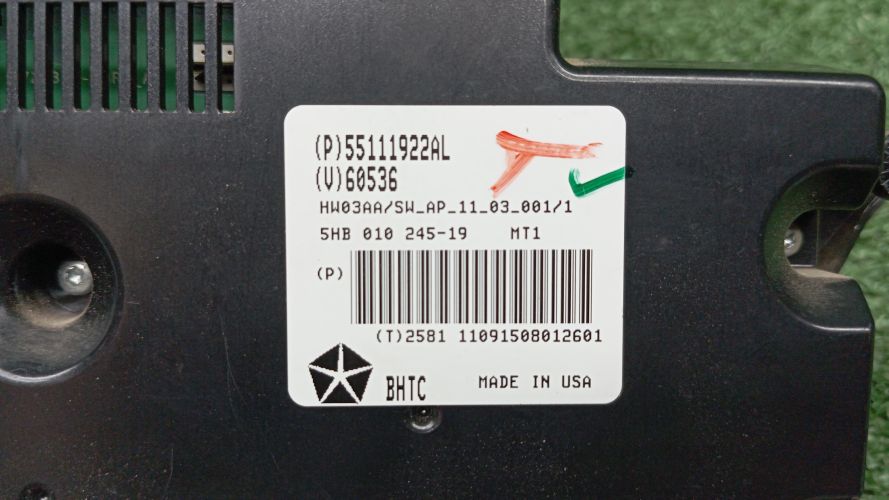 (P)55111922AL
(V)60536
HW03AA/SW_AP_11_03_001/1
5HB 010 245-19 MT1
(P)
(T)2581 11091508012601
BHTC MADE IN USA